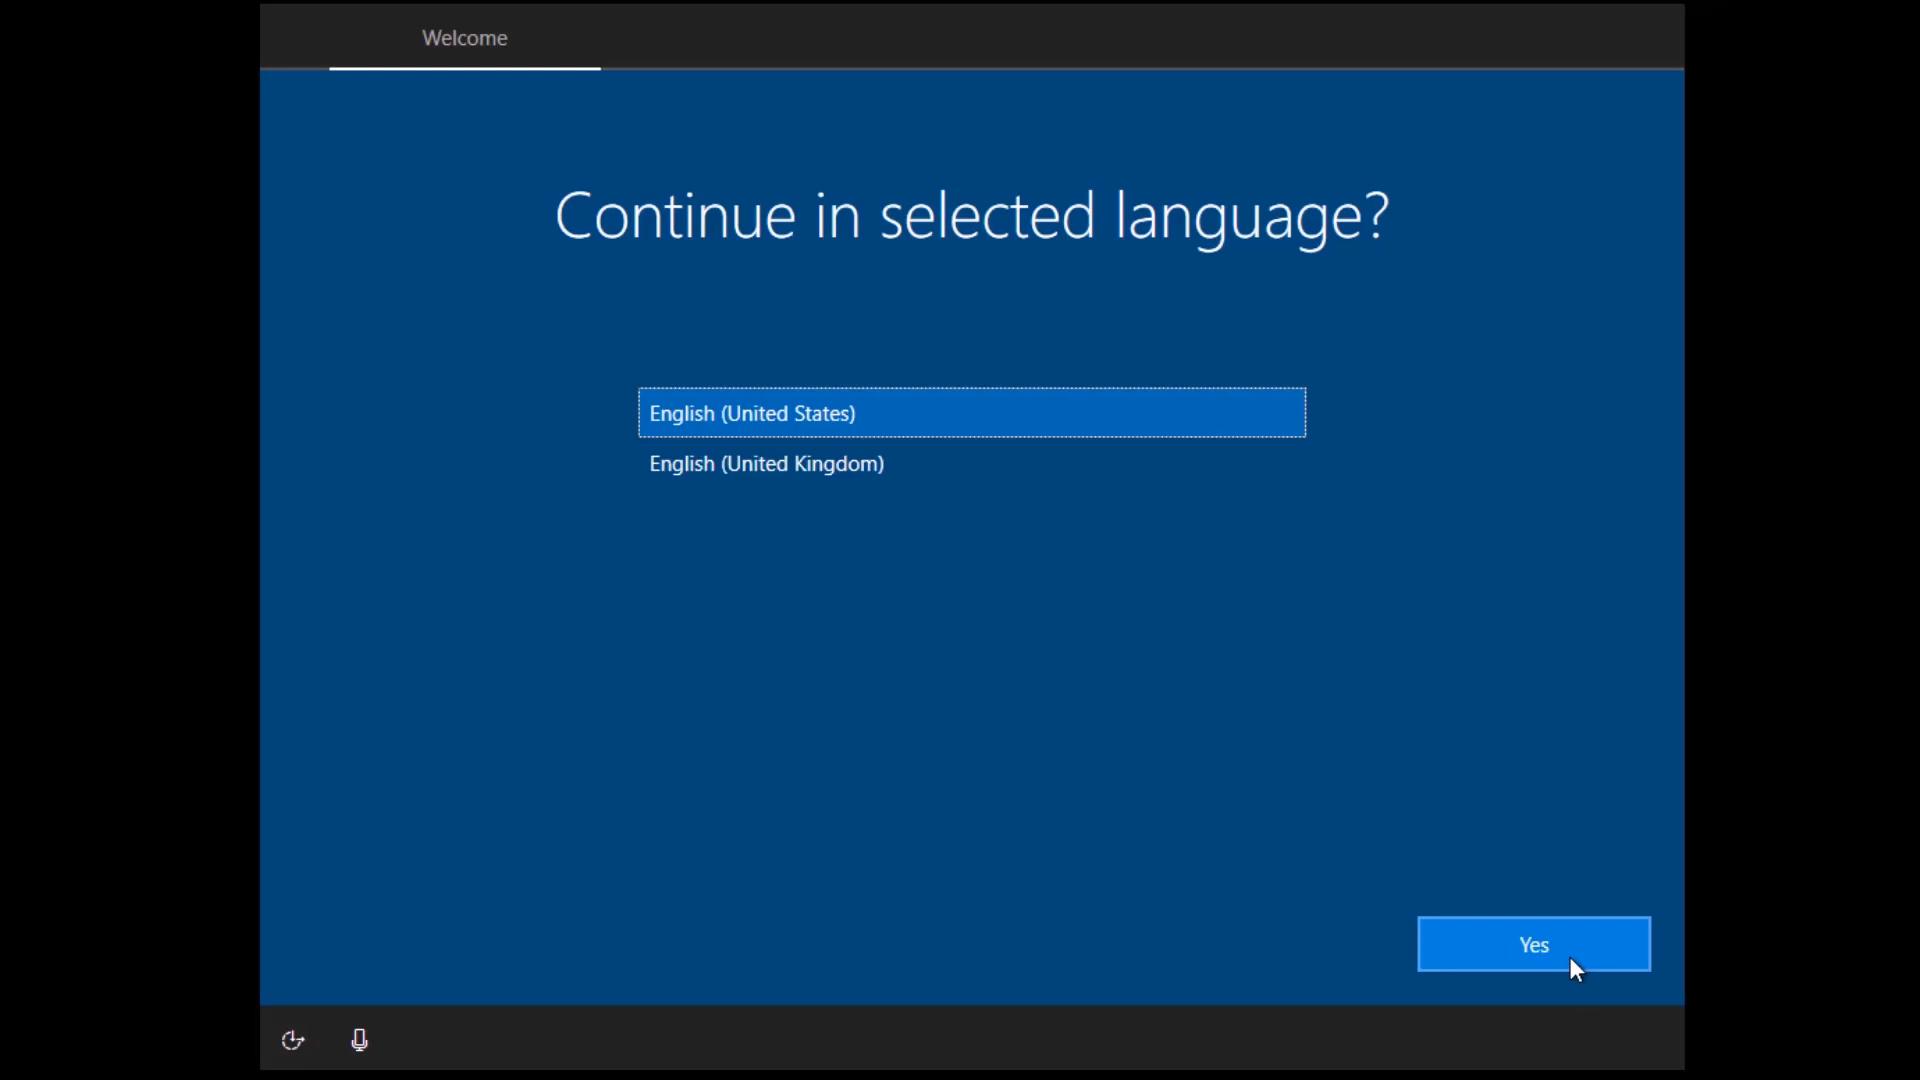 Welcome
Continue in selected language?
English (United States)
English (United Kingdom)
Yes